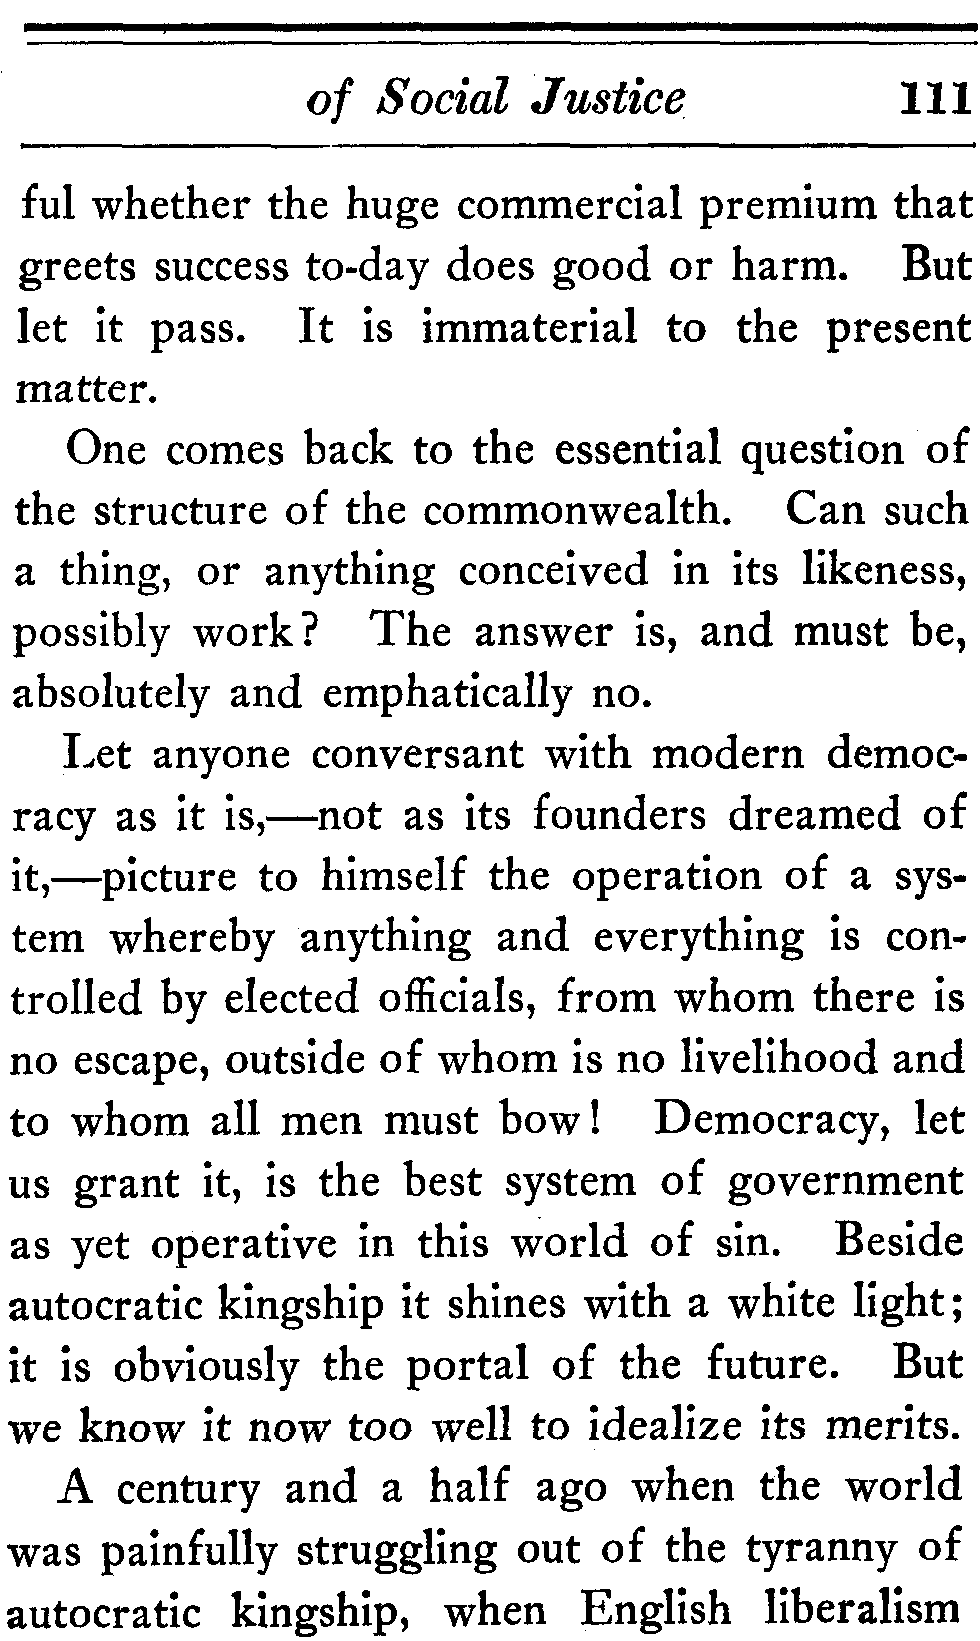 of Social Justice 111
ful whether the huge commercial premium that
greets success to-day does good or harm. But
let it pass. It is immaterial to the present
matter.
One comes back to the essential question of
the structure of the commonwealth. Can such
a thing, or anything conceived in its likeness,
possibly work? The answer is, and must be,
absolutely and emphatically no.
Let anyone conversant with modern democ-
racy as it is,—not as its founders dreamed of
it,—picture to himself the operation of a sys-
tem whereby anything and everything is con-
trolled by elected officials, from whom there is
no escape, outside of whom is no livelihood and
to whom all men must bow! Democracy, let
us grant it, is the best system of government
as yet operative in this world of sin. Beside
autocratic kingship it shines with a white light;
it is obviously the portal of the future. But
we know it now too well to idealize its merits.
A century and a half ago when the world
was painfully struggling out of the tyranny of
autocratic kingship, when English liberalism